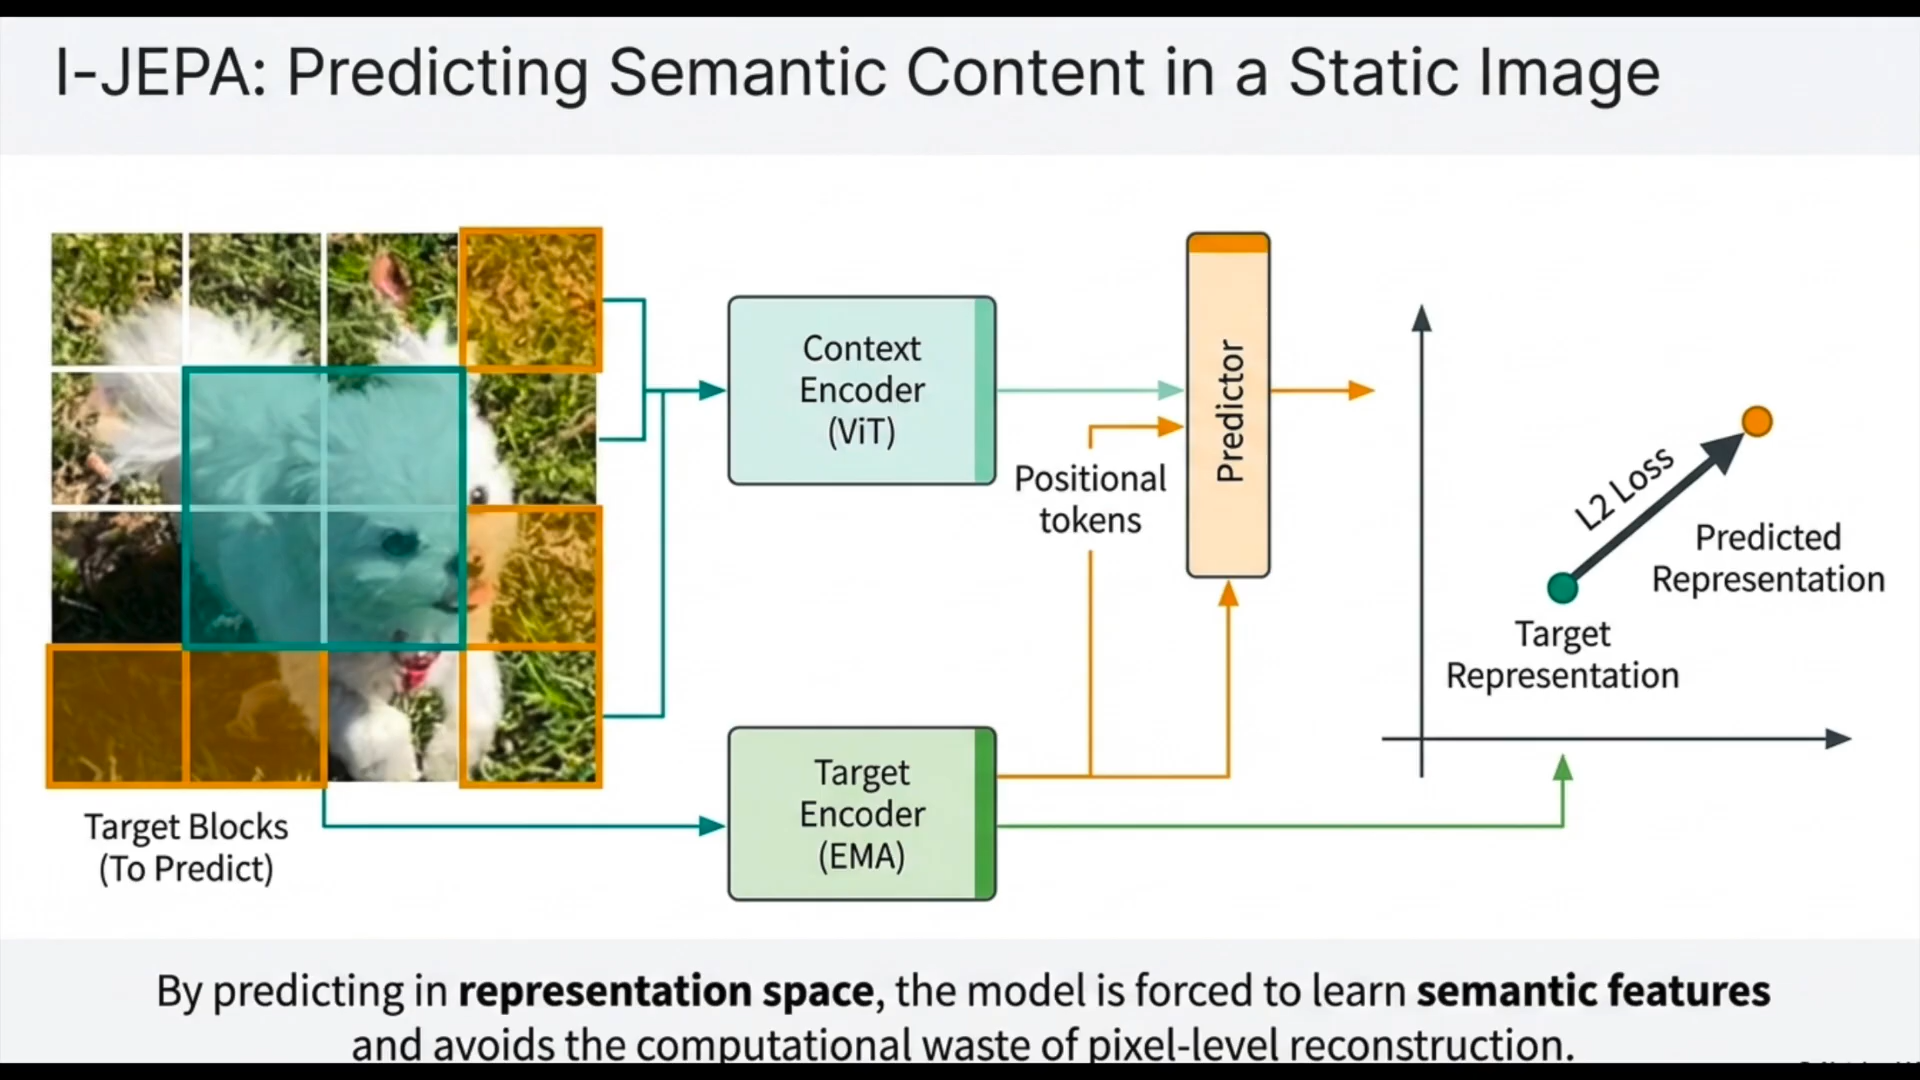 I-JEPA: Predicting Semantic Content in a Static Image
Context
Encoder
(ViT)
Positional
tokens
Predictor
L2 Loss
Predicted
Representation
Target
Representation
Target Blocks
(To Predict)
Target
Encoder
(EMA)
By predicting in representation space, the model is forced to learn semantic features
and avoids the computational waste of pixel-level reconstruction.